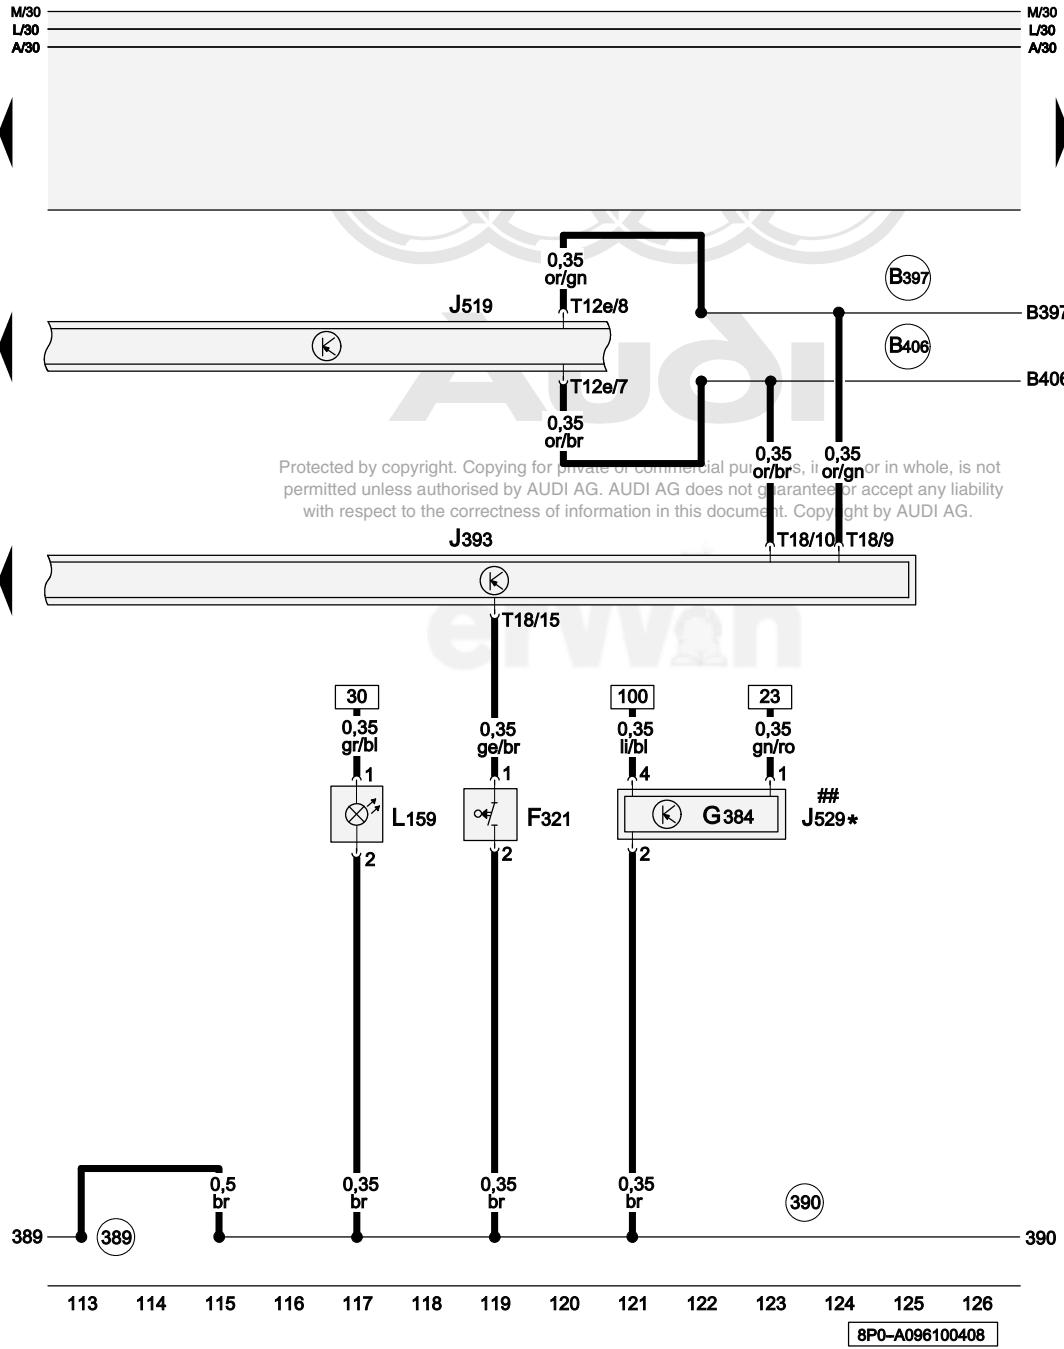 M/30 M/30
L/30 L/30
A/30 A/30
0,35
or/gn
B397
J519 T12e/8
B397
B406
AUDI
T12e/7
B406
0,35
or/br
0,35 0,35
or/br or/gn
Protected by copyright. Copying for private or commercial purposes, in part or in whole, is not
permitted unless authorised by AUDI AG. AUDI AG does not guarantee or accept any liability
with respect to the correctness of information in this document. Copyright by AUDI AG.
J393 T18/10 T18/9
T18/15
erWin
30 100 23
0,35 0,35 0,35 0,35
gr/bl ge/br li/bl gn/ro
1 1 4 1
##
L159 F321 G384 J529*
2 2 2
0,5 0,35 0,35 0,35
br br br br
390
389 389 390
113 114 115 116 117 118 119 120 121 122 123 124 125 126
8P0-A096100408